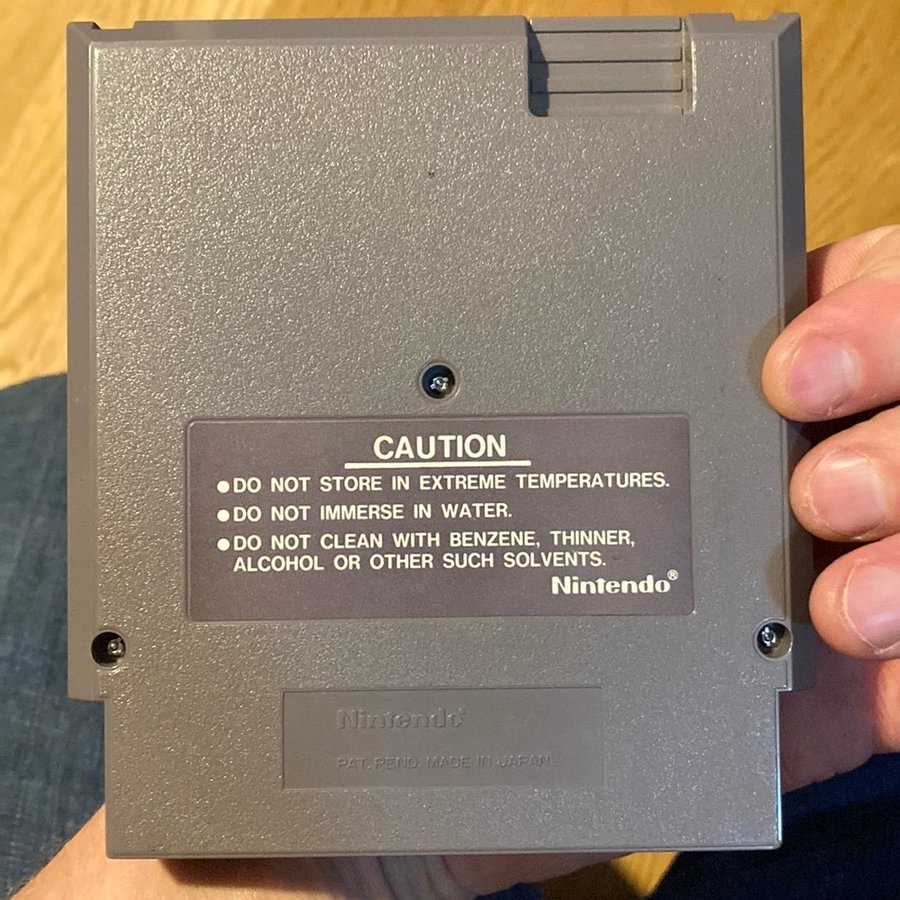 CAUTION
●DO NOT STORE IN EXTREME TEMPERATURES.
●DO NOT IMMERSE IN WATER.
●DO NOT CLEAN WITH BENZENE, THINNER,
ALCOHOL OR OTHER SUCH SOLVENTS.
Nintendo®
Nintendo®
PAT. PEND. MADE IN JAPAN